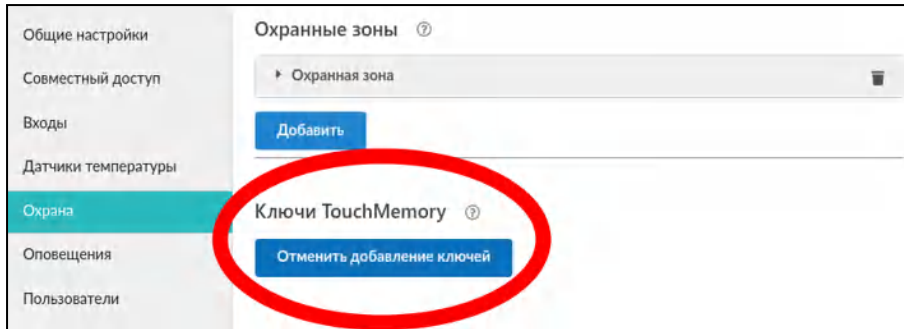 Общие настройки
Совместный доступ
Входы
Датчики температуры
Охрана
Оповещения
Пользователи
Охранные зоны ?
Охранная зона
Добавить
Ключи TouchMemory ?
Отменить добавление ключей